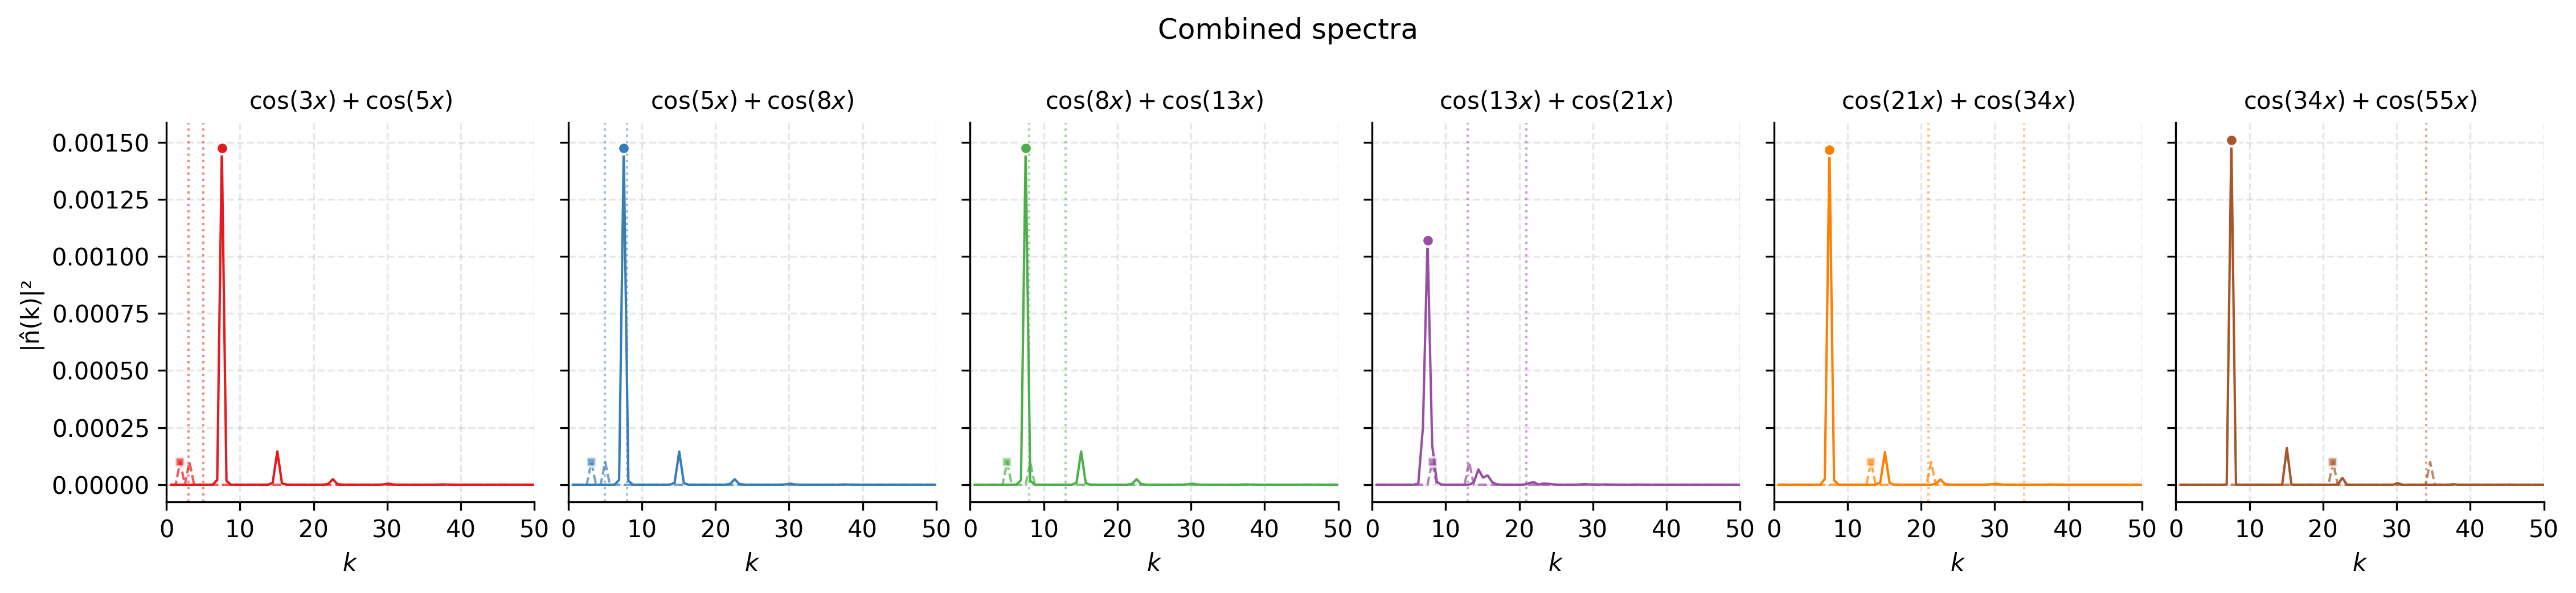 Combined spectra
cos(3x) + cos(5x) cos(5x) + cos(8x) cos(8x) + cos(13x) cos(13x) + cos(21x) cos(21x) + cos(34x) cos(34x) + cos(55x)
0.00150
0.00125
0.00100
0.00075
0.00050
0.00025
0.00000
|n̂(k)|²
0 10 20 30 40 50 0 10 20 30 40 50 0 10 20 30 40 50 0 10 20 30 40 50 0 10 20 30 40 50 0 10 20 30 40 50
k k k k k k